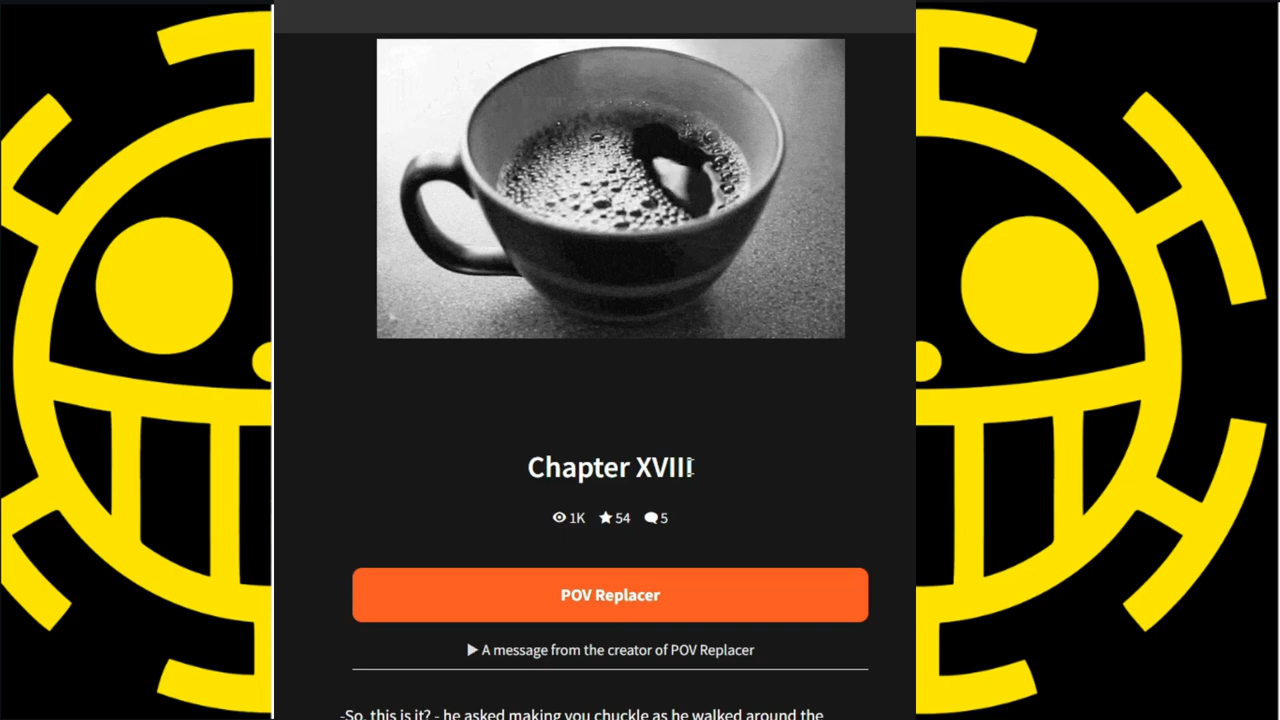 Chapter XVIII
1K 54 5
POV Replacer
▶ A message from the creator of POV Replacer
-So, this is it? - he asked making you chuckle as he walked around the